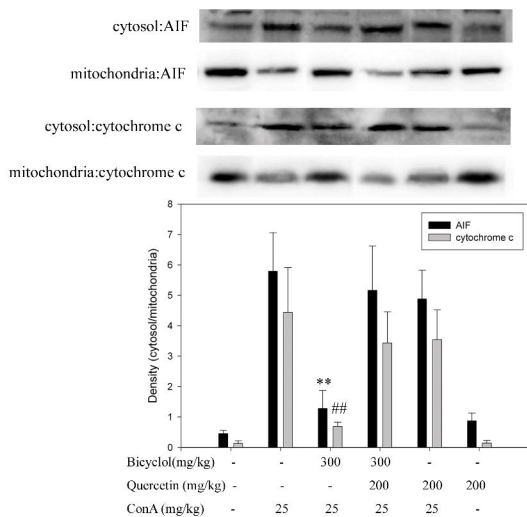 cytosol:AIF
mitochondria:AIF
cytosol:cytochrome c
mitochondria:cytochrome c
8
7
6
5
4
3
2
1
0
Density (cytosol/mitochondria)
AIF
cytochrome c
**
##
Bicyclol(mg/kg) - - 300 300 - -
Quercetin (mg/kg) - - - 200 200 200
ConA (mg/kg) - 25 25 25 25 -